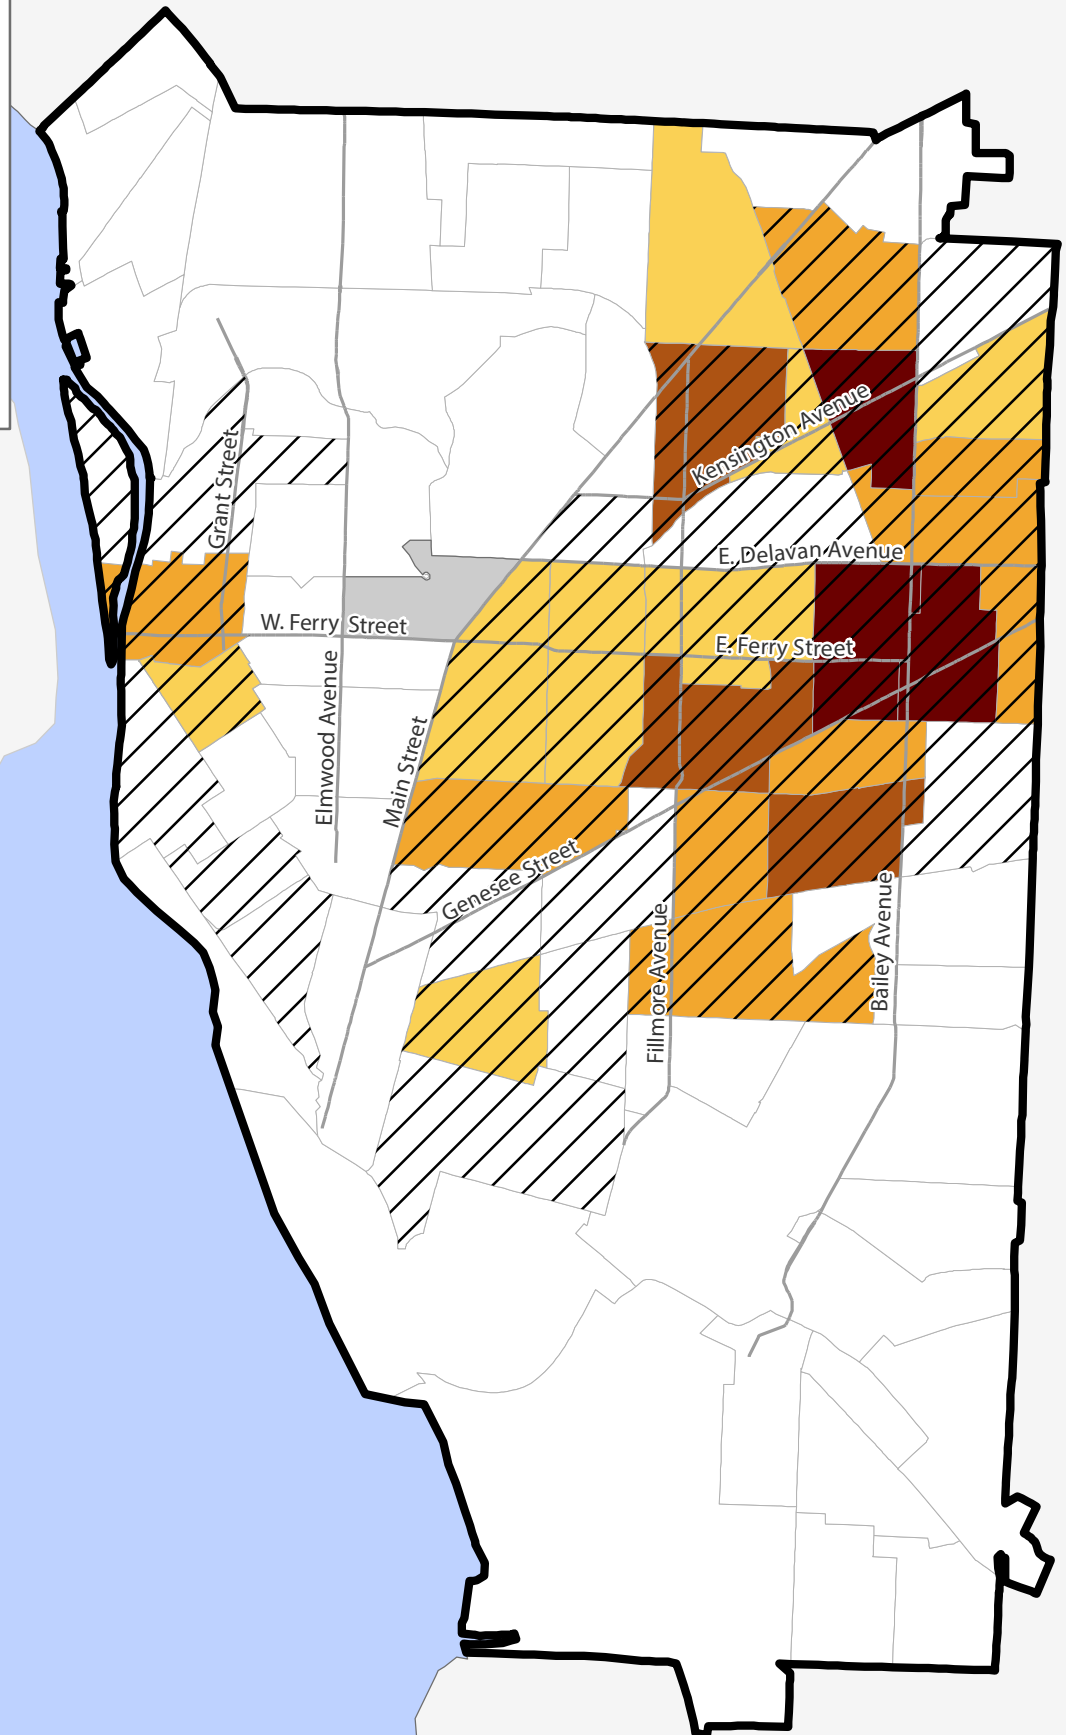 Kensington Avenue
Grant Street
E. Delavan Avenue
W. Ferry Street
E. Ferry Street
Elmwood Avenue
Main Street
Genesee Street
Fillmore Avenue
Bailey Avenue